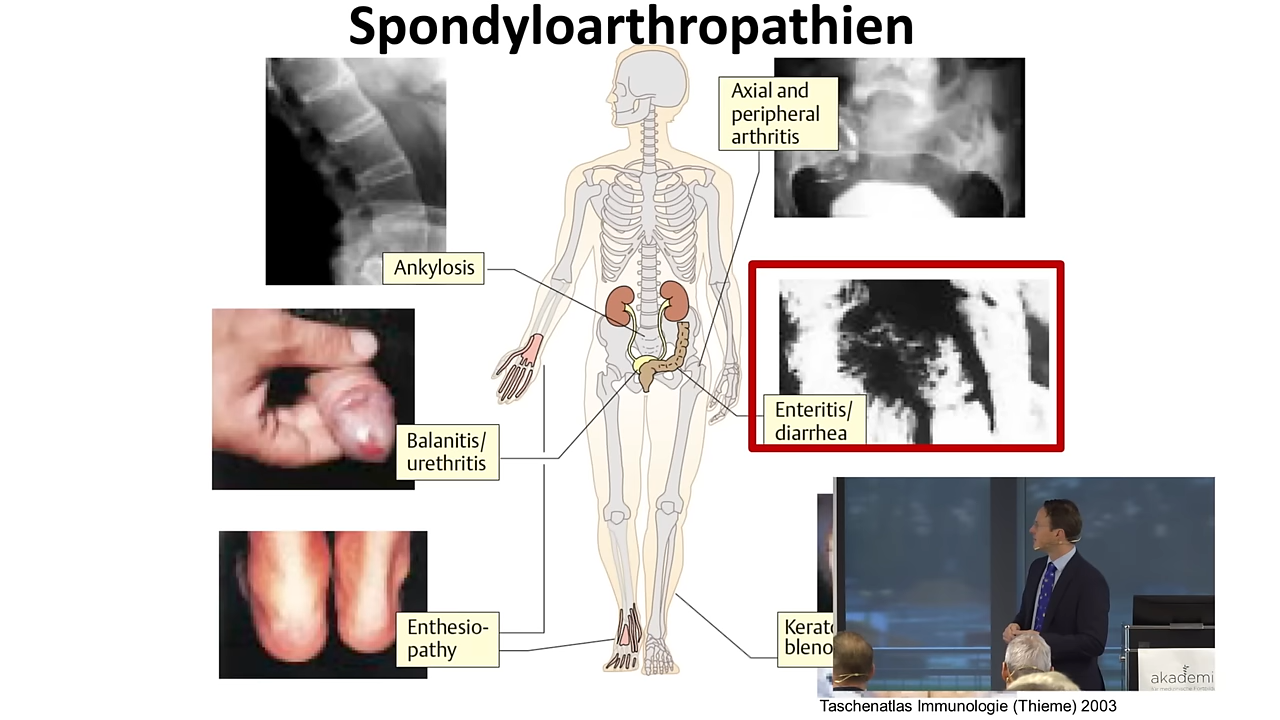 Spondyloarthropathien
Axial and
peripheral
arthritis
Ankylosis
Enteritis/
diarrhea
Balanitis/
urethritis
Enthesio-
pathy
Kerato
bleno
akademi
Taschenatlas Immunologie (Thieme) 2003